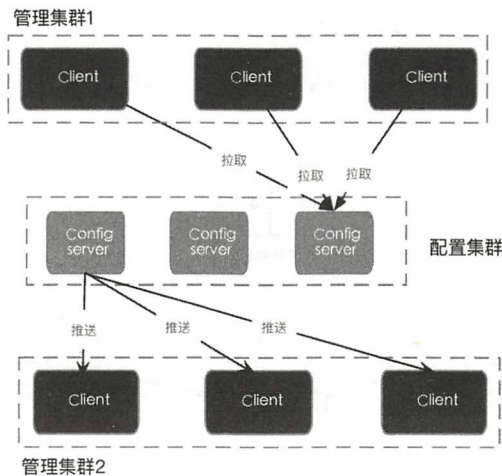 管理集群1
Client
Client
Client
拉取
拉取
拉取
Config
server
Config
server
Config
server
配置集群
推送
推送
推送
Client
Client
Client
管理集群2